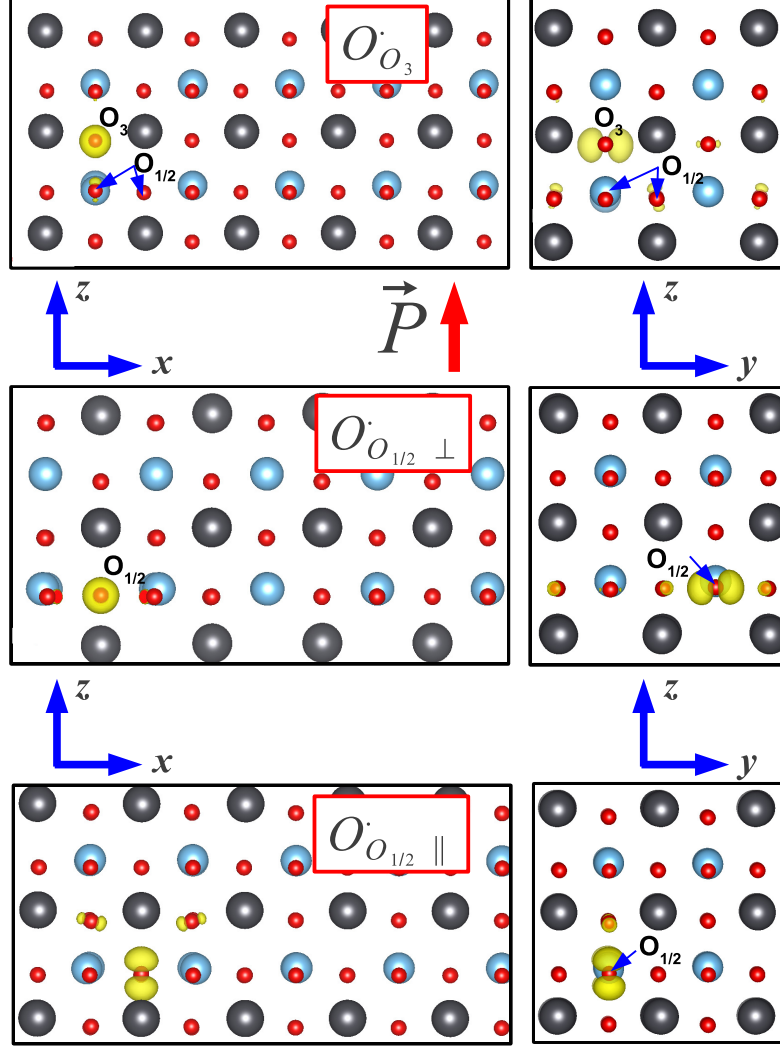 O·O₃
O₃
O₁/₂
O₃
O₁/₂
z
x
P⃗
z
y
O·O₁/₂ ⊥
O₁/₂
O₁/₂
z
x
z
y
O·O₁/₂ ||
O₁/₂